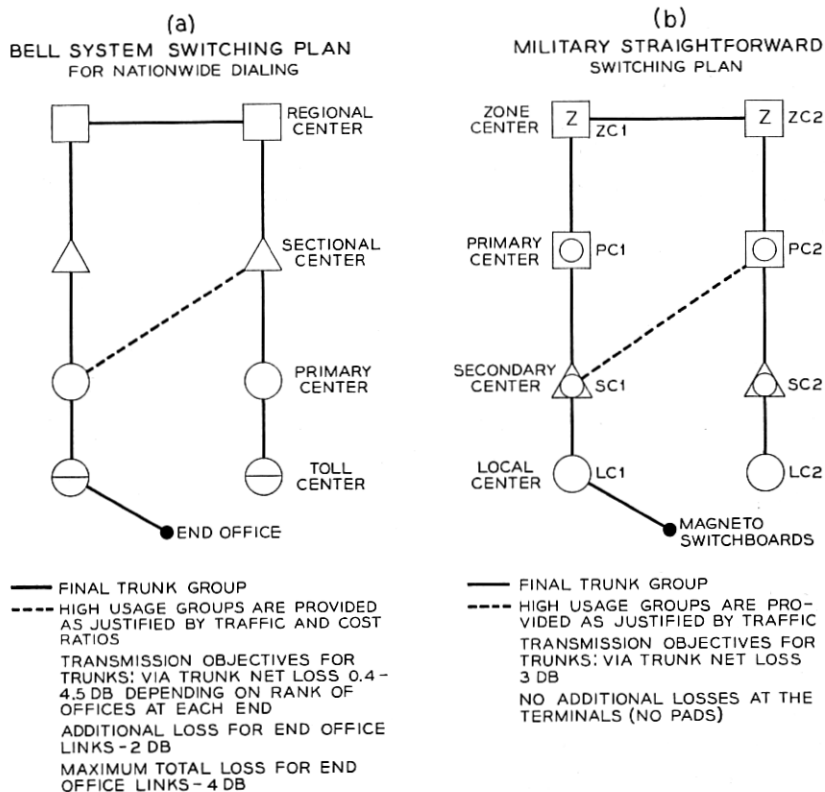 (a)
BELL SYSTEM SWITCHING PLAN
FOR NATIONWIDE DIALING
REGIONAL
CENTER
SECTIONAL
CENTER
PRIMARY
CENTER
TOLL
CENTER
END OFFICE
FINAL TRUNK GROUP
HIGH USAGE GROUPS ARE PROVIDED
AS JUSTIFIED BY TRAFFIC AND COST
RATIOS
TRANSMISSION OBJECTIVES FOR
TRUNKS: VIA TRUNK NET LOSS 0.4–
4.5 DB DEPENDING ON RANK OF
OFFICES AT EACH END
ADDITIONAL LOSS FOR END OFFICE
LINKS–2 DB
MAXIMUM TOTAL LOSS FOR END
OFFICE LINKS–4 DB
(b)
MILITARY STRAIGHTFORWARD
SWITCHING PLAN
ZONE
CENTER
Z
ZC1
Z
ZC2
PRIMARY
CENTER
PC1
PC2
SECONDARY
CENTER
SC1
SC2
LOCAL
CENTER
LC1
LC2
MAGNETO
SWITCHBOARDS
FINAL TRUNK GROUP
HIGH USAGE GROUPS ARE PRO-
VIDED AS JUSTIFIED BY TRAFFIC
TRANSMISSION OBJECTIVES FOR
TRUNKS: VIA TRUNK NET LOSS
3 DB
NO ADDITIONAL LOSSES AT THE
TERMINALS (NO PADS)